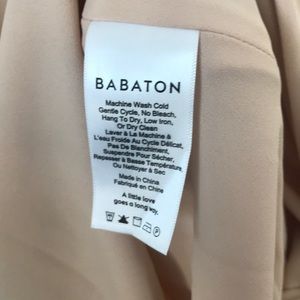 BABATON
Machine Wash Cold
Gentle Cycle, No Bleach,
Hang To Dry, Low Iron,
Or Dry Clean
Laver À La Machine À
L'eau Froide Au Cycle Délicat,
Pas De Blanchiment,
Suspendre Pour Sécher,
Repasser à Basse Température
Ou Nettoyer à Sec
Made in China
Fabriqué en Chine
A little love
goes a long way.